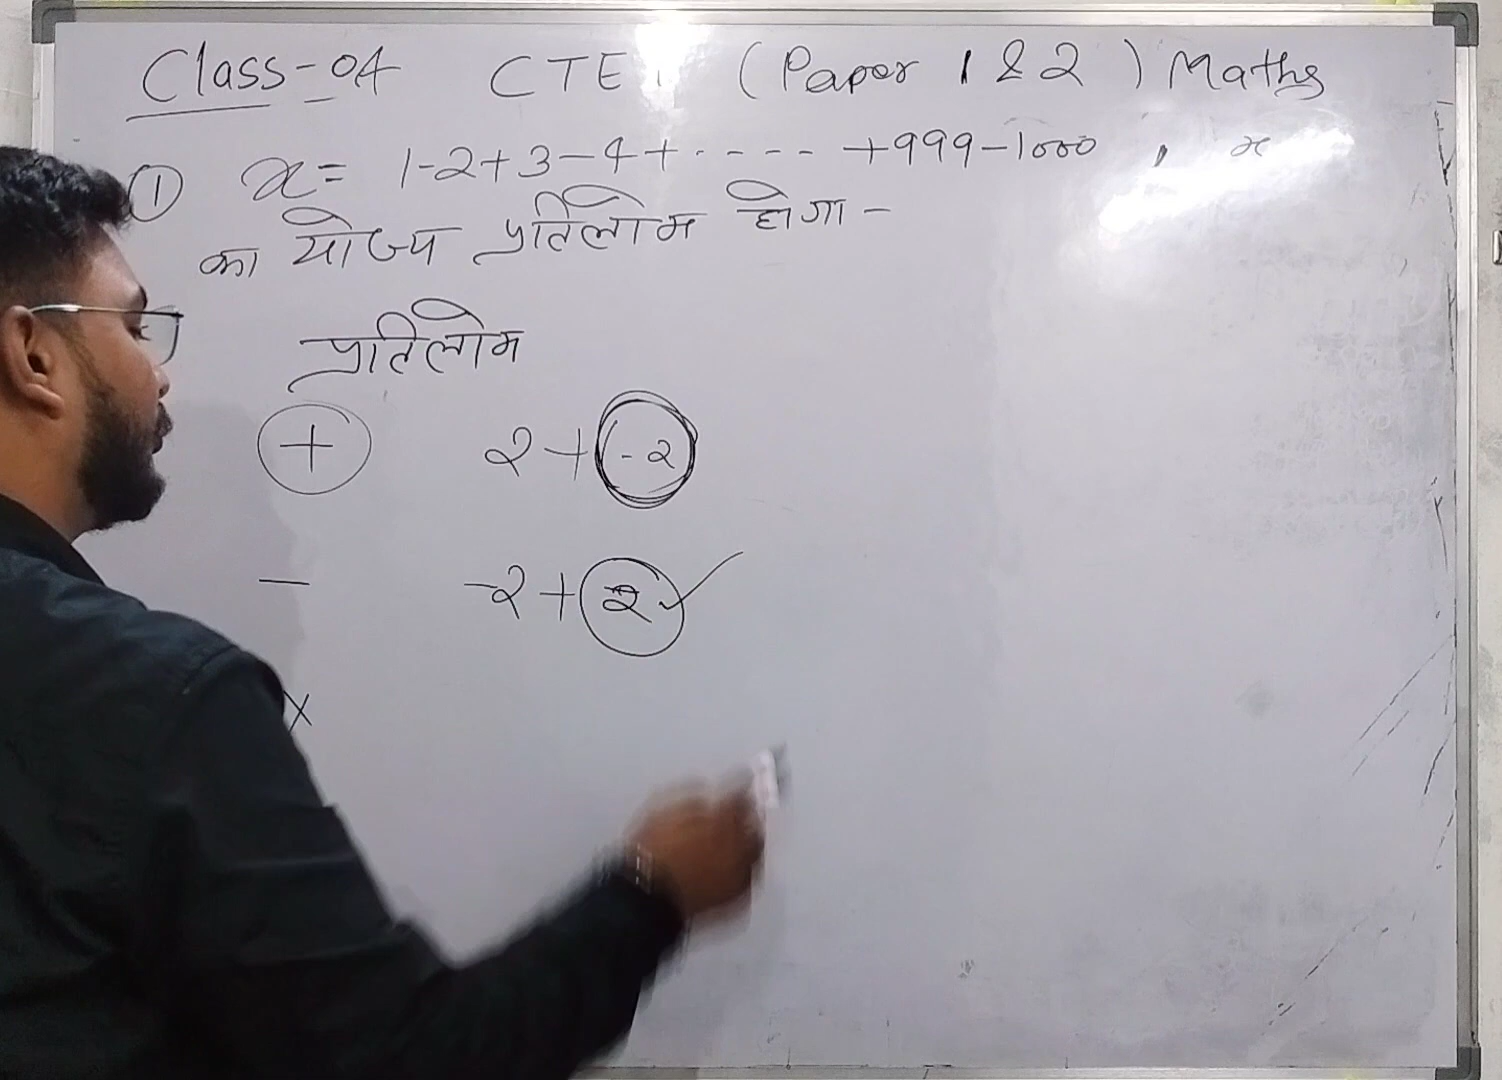 Class-04 CTET (Paper 1 & 2) Maths
① x = 1-2+3-4+ ..... +999-1000 , x
का योज्य प्रतिलोम होगा -
प्रतिलोम
+ 2+(-2)
- -2+2 ✓
×